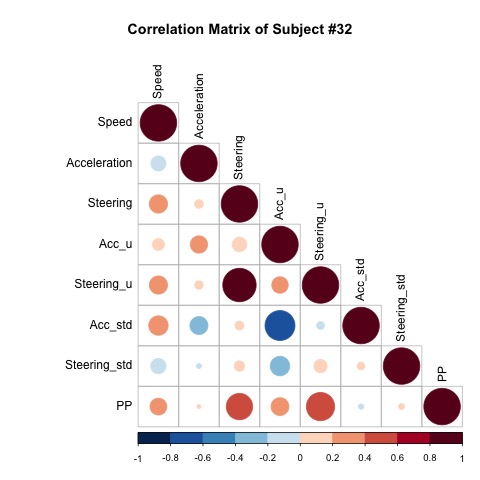 Correlation Matrix of Subject #32
Speed
Acceleration
Steering
Acc_u
Steering_u
Acc_std
Steering_std
PP
Speed
Acceleration
Steering
Acc_u
Steering_u
Acc_std
Steering_std
PP
-1 -0.8 -0.6 -0.4 -0.2 0 0.2 0.4 0.6 0.8 1